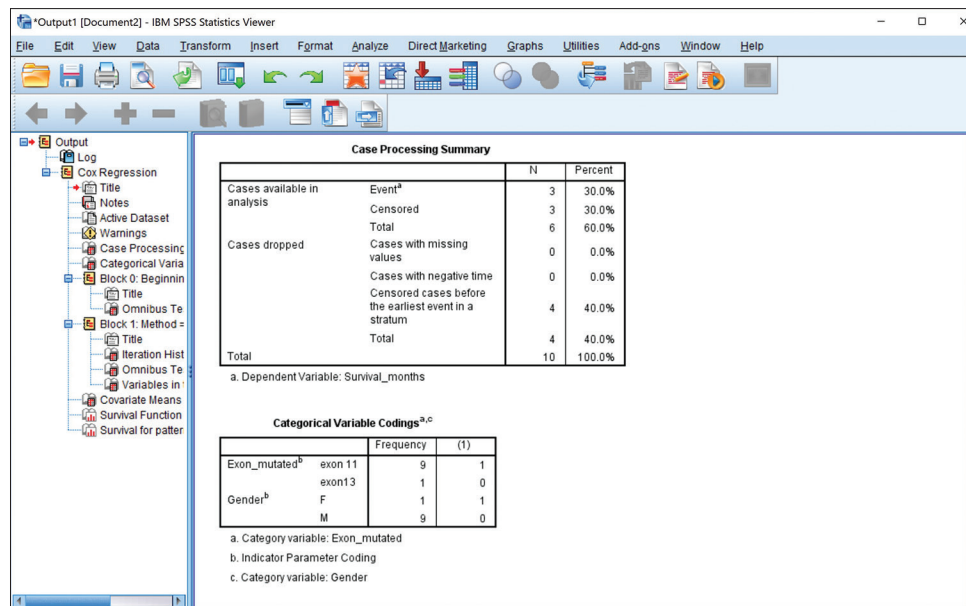 *Output1 [Document2] - IBM SPSS Statistics Viewer
File Edit View Data Transform Insert Format Analyze Direct Marketing Graphs Utilities Add-ons Window Help
Output
Log
Cox Regression
Title
Notes
Active Dataset
Warnings
Case Processing
Categorical Varia
Block 0: Beginnin
Title
Omnibus Te
Block 1: Method =
Title
Iteration Hist
Omnibus Te
Variables in
Covariate Means
Survival Function
Survival for patter
Case Processing Summary
N Percent
Cases available in analysis Event^a 3 30.0%
Censored 3 30.0%
Total 6 60.0%
Cases dropped Cases with missing values 0 0.0%
Cases with negative time 0 0.0%
Censored cases before the earliest event in a stratum 4 40.0%
Total 4 40.0%
Total 10 100.0%
a. Dependent Variable: Survival_months
Categorical Variable Codings^a,c
Frequency (1)
Exon_mutated^b exon 11 9 1
exon13 1 0
Gender^b F 1 1
M 9 0
a. Category variable: Exon_mutated
b. Indicator Parameter Coding
c. Category variable: Gender